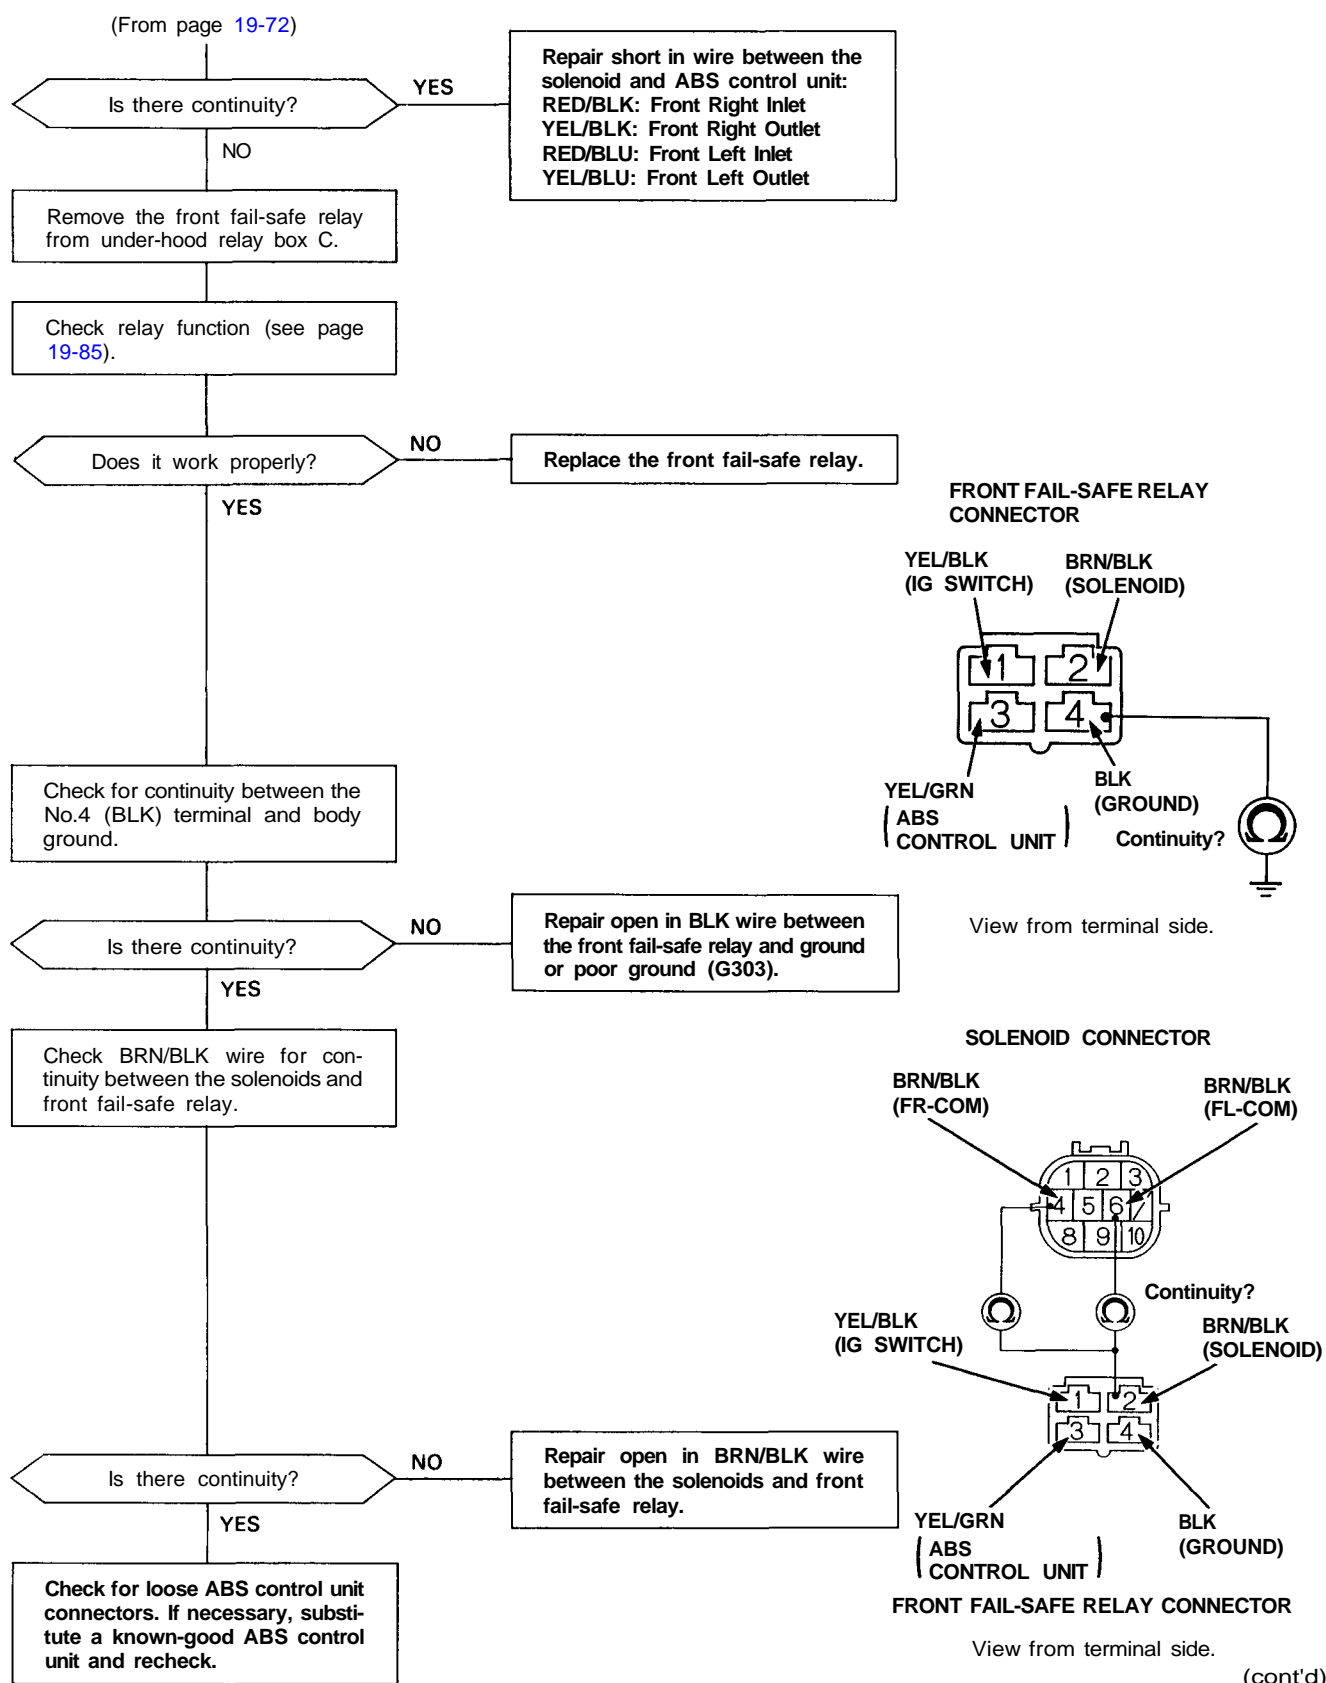 (From page 19-72)
Is there continuity?
YES
Repair short in wire between the
solenoid and ABS control unit:
RED/BLK: Front Right Inlet
YEL/BLK: Front Right Outlet
RED/BLU: Front Left Inlet
YEL/BLU: Front Left Outlet
NO
Remove the front fail-safe relay
from under-hood relay box C.
Check relay function (see page
19-85).
Does it work properly?
NO
Replace the front fail-safe relay.
YES
FRONT FAIL-SAFE RELAY
CONNECTOR
YEL/BLK
(IG SWITCH)
BRN/BLK
(SOLENOID)
1 2
3 4
YEL/GRN
(ABS
CONTROL UNIT)
BLK
(GROUND)
Continuity?
Ω
View from terminal side.
Check for continuity between the
No.4 (BLK) terminal and body
ground.
Is there continuity?
NO
Repair open in BLK wire between
the front fail-safe relay and ground
or poor ground (G303).
YES
Check BRN/BLK wire for con-
tinuity between the solenoids and
front fail-safe relay.
SOLENOID CONNECTOR
BRN/BLK
(FR-COM)
BRN/BLK
(FL-COM)
1 2 3
4 5 6
8 9 10
Ω Ω
Continuity?
YEL/BLK
(IG SWITCH)
BRN/BLK
(SOLENOID)
1 2
3 4
YEL/GRN
(ABS
CONTROL UNIT)
BLK
(GROUND)
FRONT FAIL-SAFE RELAY CONNECTOR
View from terminal side.
Is there continuity?
NO
Repair open in BRN/BLK wire
between the solenoids and front
fail-safe relay.
YES
Check for loose ABS control unit
connectors. If necessary, substi-
tute a known-good ABS control
unit and recheck.
(cont'd)